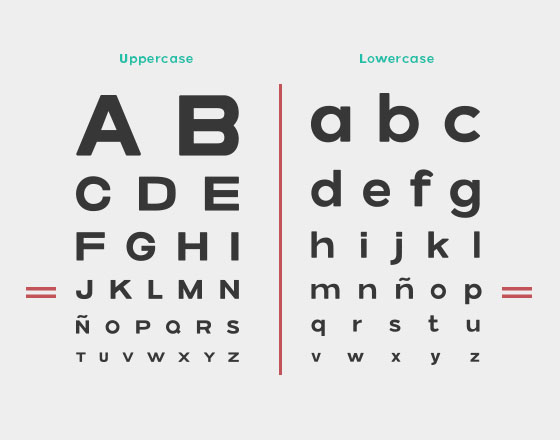 Uppercase
A B
C D E
F G H I
J K L M N
Ñ O P Q R S
T U V W X Y Z
Lowercase
a b c
d e f g
h i j k l
m n ñ o p
q r s t u
v w x y z